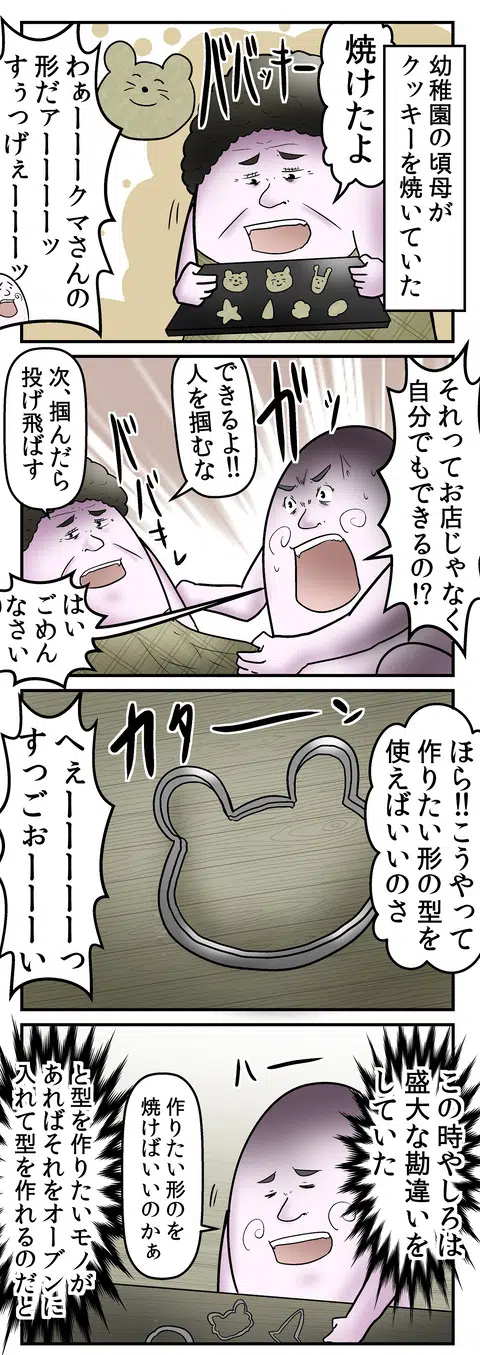 幼稚園の頃母が
クッキーを焼いていた
焼けたよ
バババッキー
わぁーーークマさんの
形だァーーーーッ
すぅつげぇーーーッ
それってお店じゃなく
自分でもできるの!?
ガッ
できるよ!!
人を掴むな
ババババキィ
次、掴んだら
投げ飛ばす
はい
ごめん
なさい
ほら!!こうやって
作りたい形の型を
使えばいいのさ
カターーン
へぇーーーーーっ
すっごおーーーい
この時やしろは
盛大な勘違いを
していた
ハーー
作りたい形のを
焼けばいいのかぁ
と型を作りたいモノが
あればそれをオーブンに
入れて型を作れるのだと